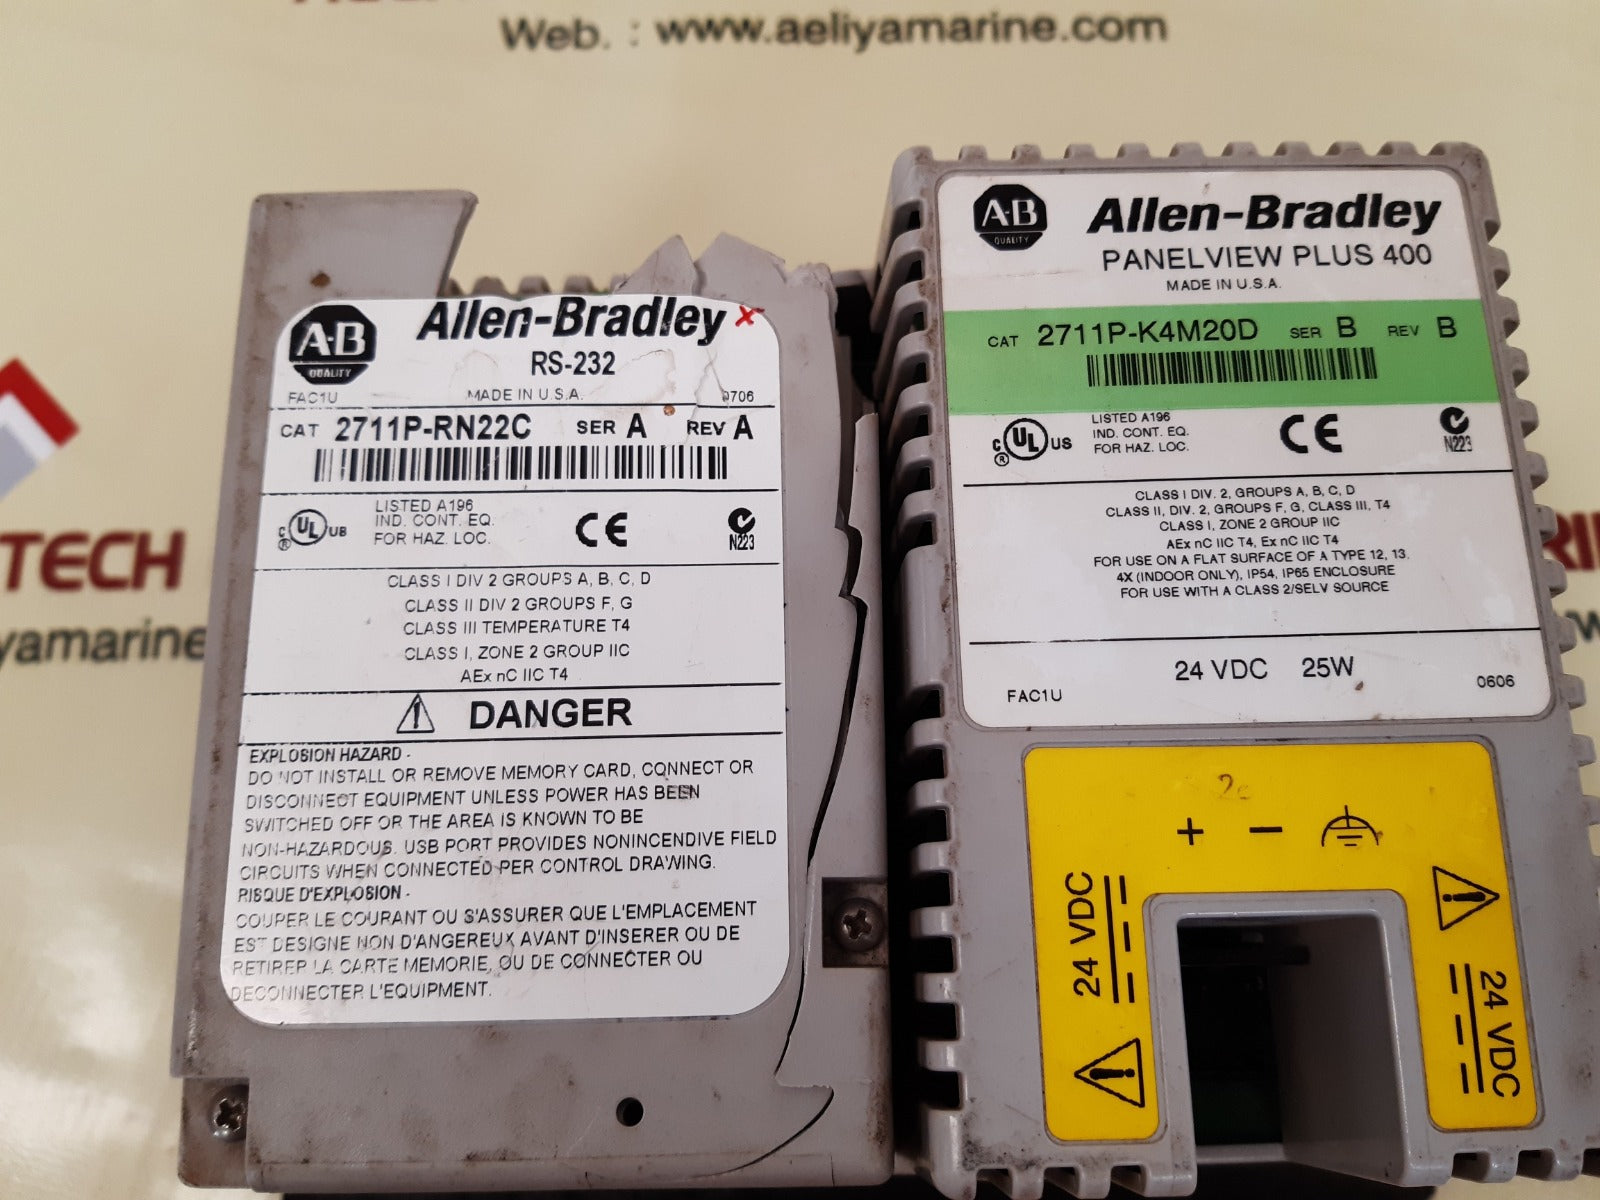 Web. : www.aeliyamarine.com
TECH
yamarine
A-B
QUALITY
Allen-Bradley
RS-232
FAC1U MADE IN U.S.A. 0706
CAT 2711P-RN22C SER A REV A
c UL US ®
LISTED A196
IND. CONT. EQ.
FOR HAZ. LOC.
CE
N223
CLASS I DIV 2 GROUPS A, B, C, D
CLASS II DIV 2 GROUPS F, G
CLASS III TEMPERATURE T4
CLASS I, ZONE 2 GROUP IIC
AEx nC IIC T4
DANGER
EXPLOSION HAZARD -
DO NOT INSTALL OR REMOVE MEMORY CARD, CONNECT OR
DISCONNECT EQUIPMENT UNLESS POWER HAS BEEN
SWITCHED OFF OR THE AREA IS KNOWN TO BE
NON-HAZARDOUS. USB PORT PROVIDES NONINCENDIVE FIELD
CIRCUITS WHEN CONNECTED PER CONTROL DRAWING.
RISQUE D'EXPLOSION -
COUPER LE COURANT OU S'ASSURER QUE L'EMPLACEMENT
EST DESIGNE NON D'ANGEREUX AVANT D'INSERER OU DE
RETIRER LA CARTE MEMORIE, OU DE CONNECTER OU
DECONNECTER L'EQUIPMENT.
A-B
QUALITY
Allen-Bradley
PANELVIEW PLUS 400
MADE IN U.S.A.
CAT 2711P-K4M20D SER B REV B
c UL US ®
LISTED A196
IND. CONT. EQ.
FOR HAZ. LOC.
CE
N223
CLASS I DIV. 2, GROUPS A, B, C, D
CLASS II, DIV. 2, GROUPS F, G, CLASS III, T4
CLASS I, ZONE 2 GROUP IIC
AEx nC IIC T4, Ex nC IIC T4
FOR USE ON A FLAT SURFACE OF A TYPE 12, 13.
4X (INDOOR ONLY), IP54, IP65 ENCLOSURE
FOR USE WITH A CLASS 2/SELV SOURCE
24 VDC 25W
FAC1U 0606
+ −
24 VDC
24 VDC